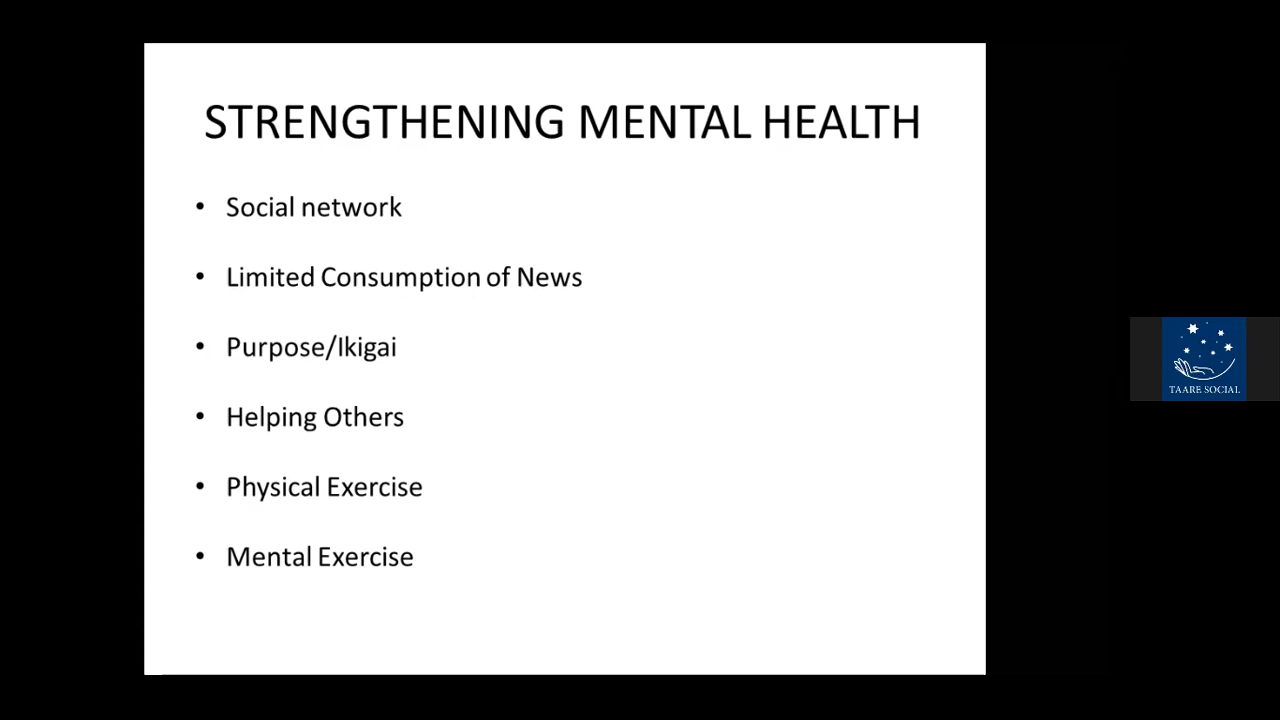 STRENGTHENING MENTAL HEALTH
• Social network
• Limited Consumption of News
• Purpose/Ikigai
• Helping Others
• Physical Exercise
• Mental Exercise
TAARE SOCIAL